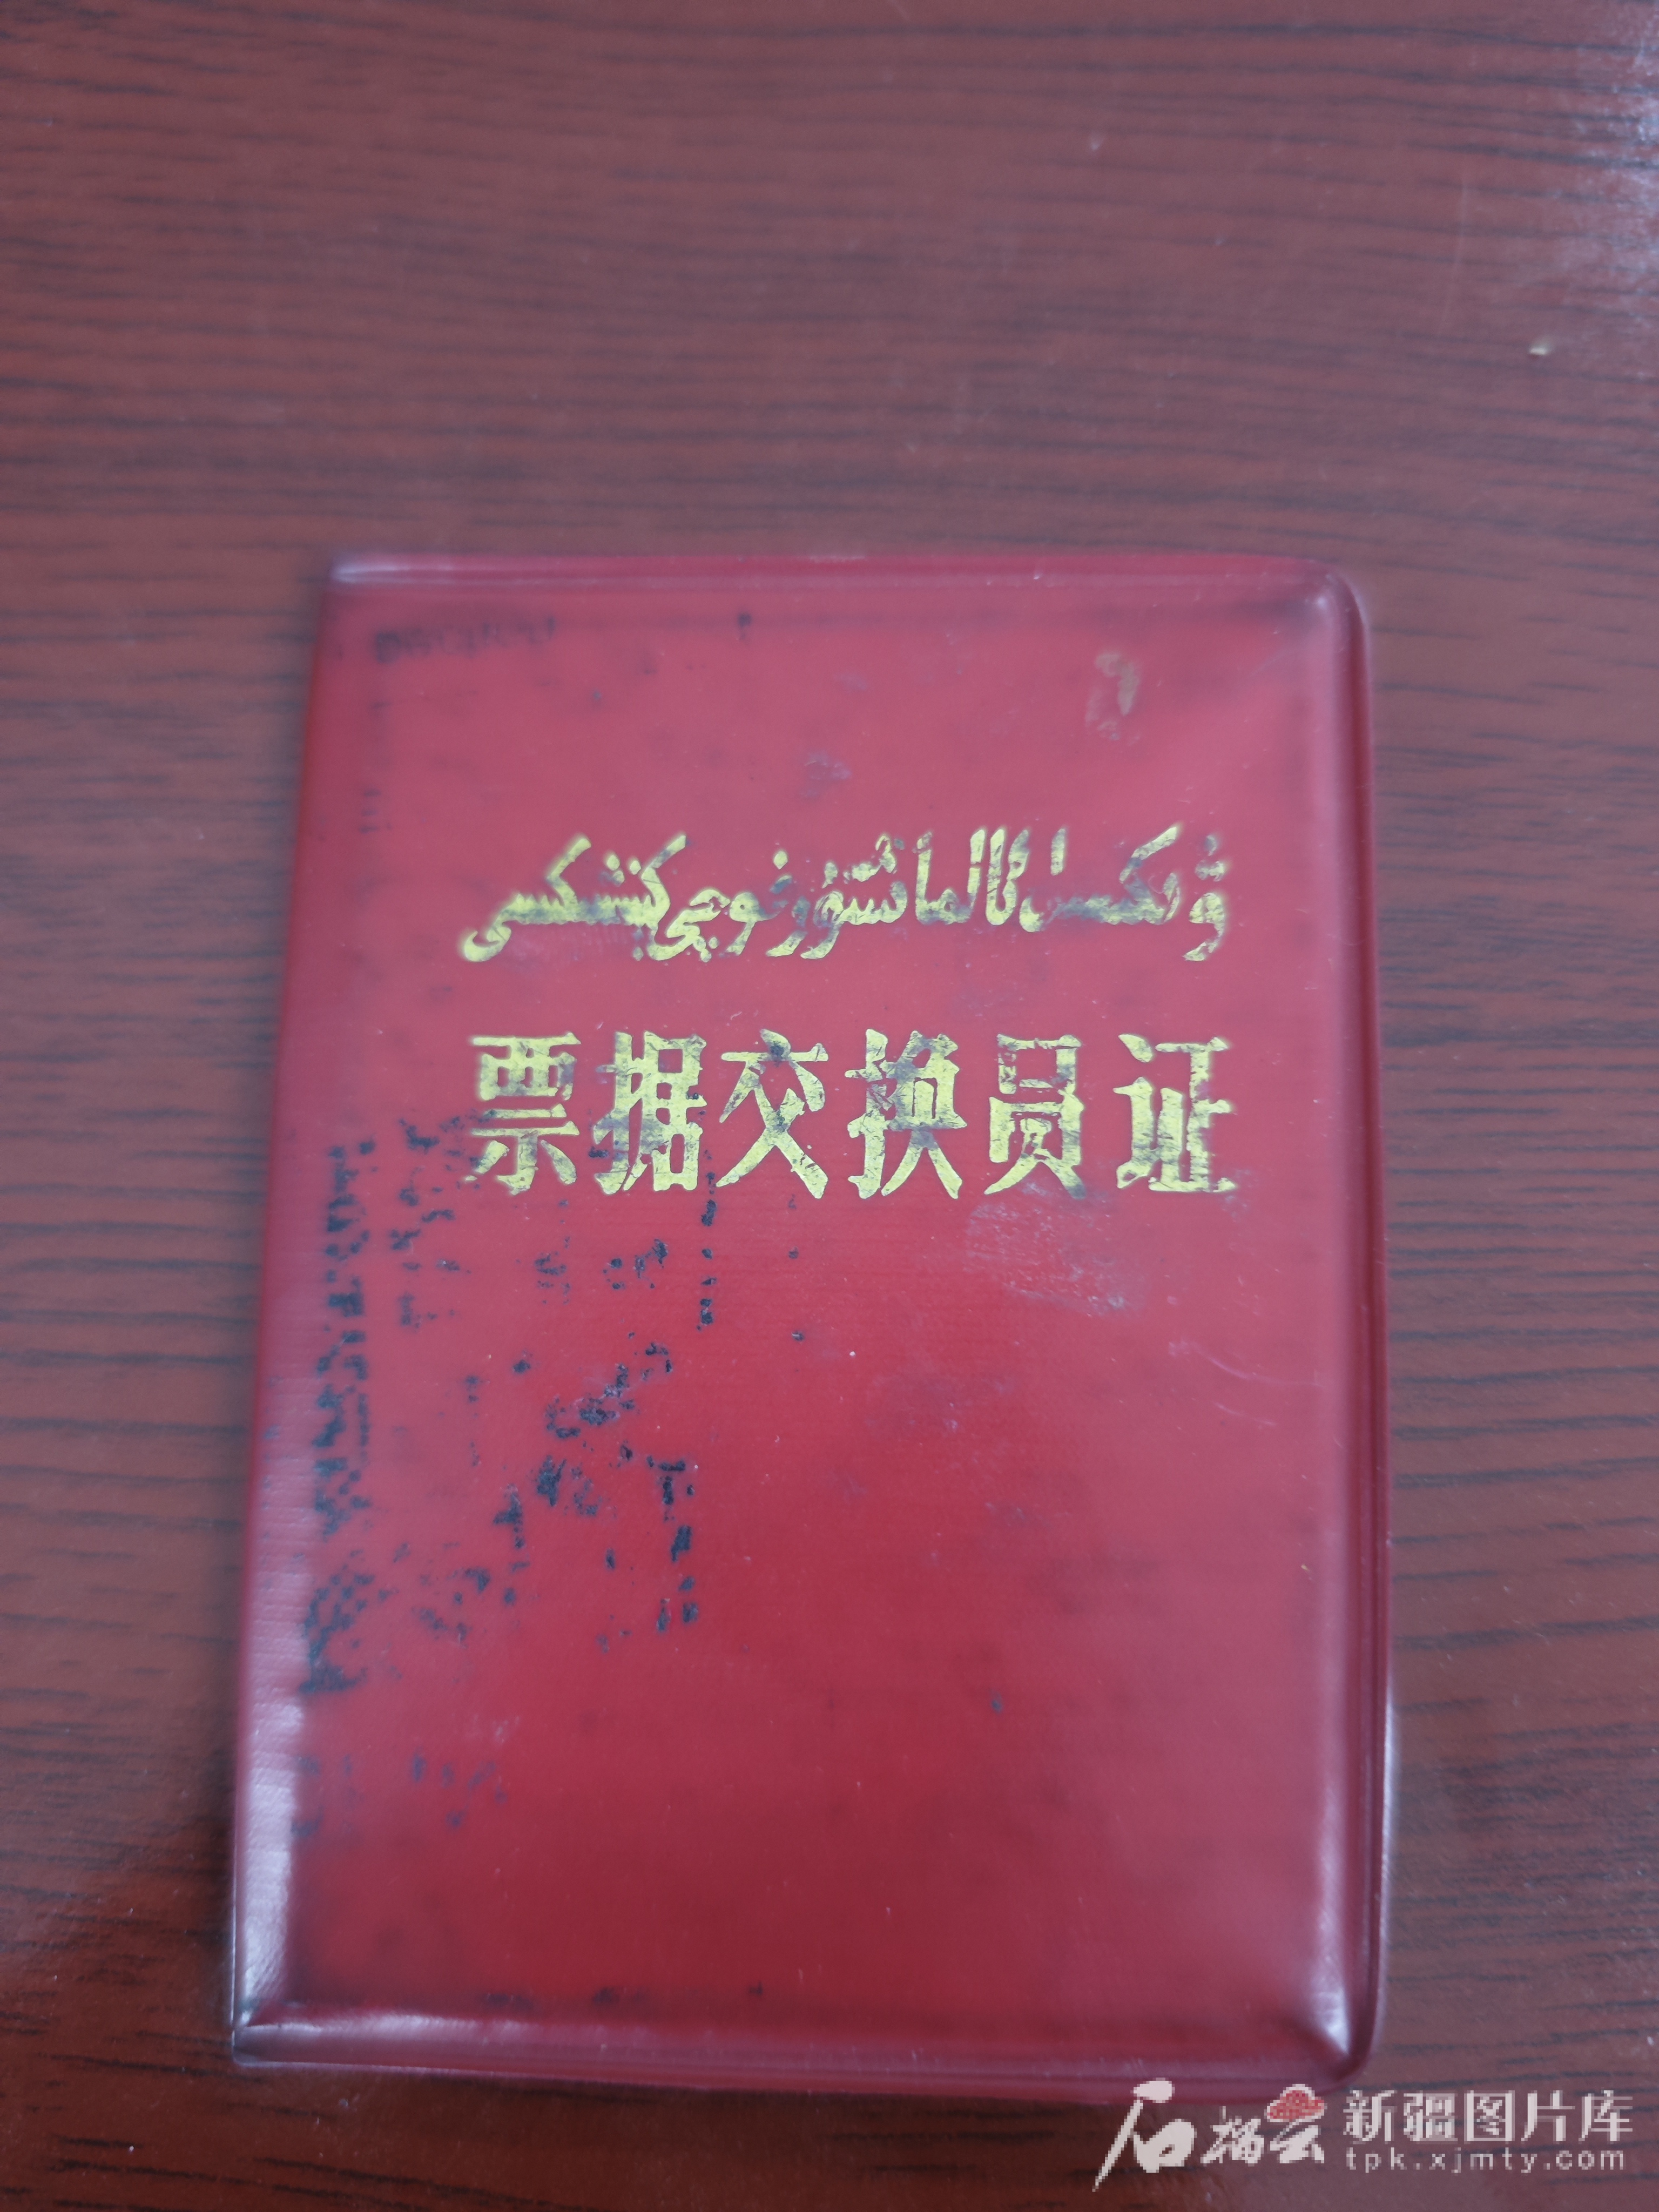 ۋېكسىل ئالماشتۇرغۇچى كىنىشكىسى
票据交换员证
石榴云
新疆图片库
tpk.xjmty.com